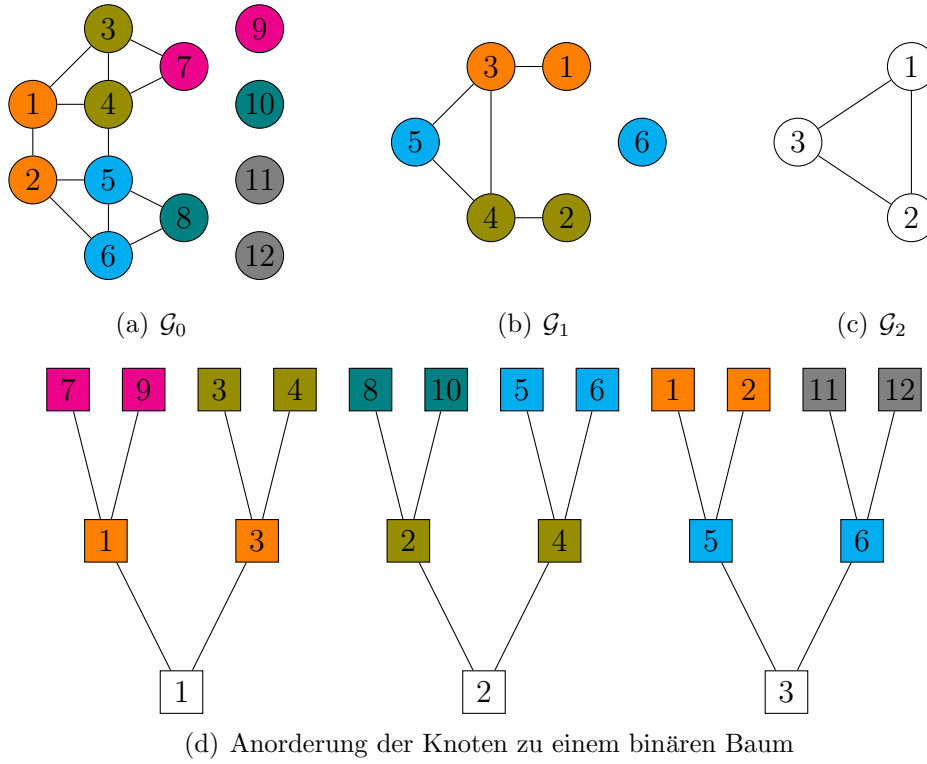 3 9 3 1 1
7
1 4 10 5 6 3
2 5 11
8 4 2 2
6 12
(a) 𝒢₀ (b) 𝒢₁ (c) 𝒢₂
7 9 3 4 8 10 5 6 1 2 11 12
1 3 2 4 5 6
1 2 3
(d) Anorderung der Knoten zu einem binären Baum